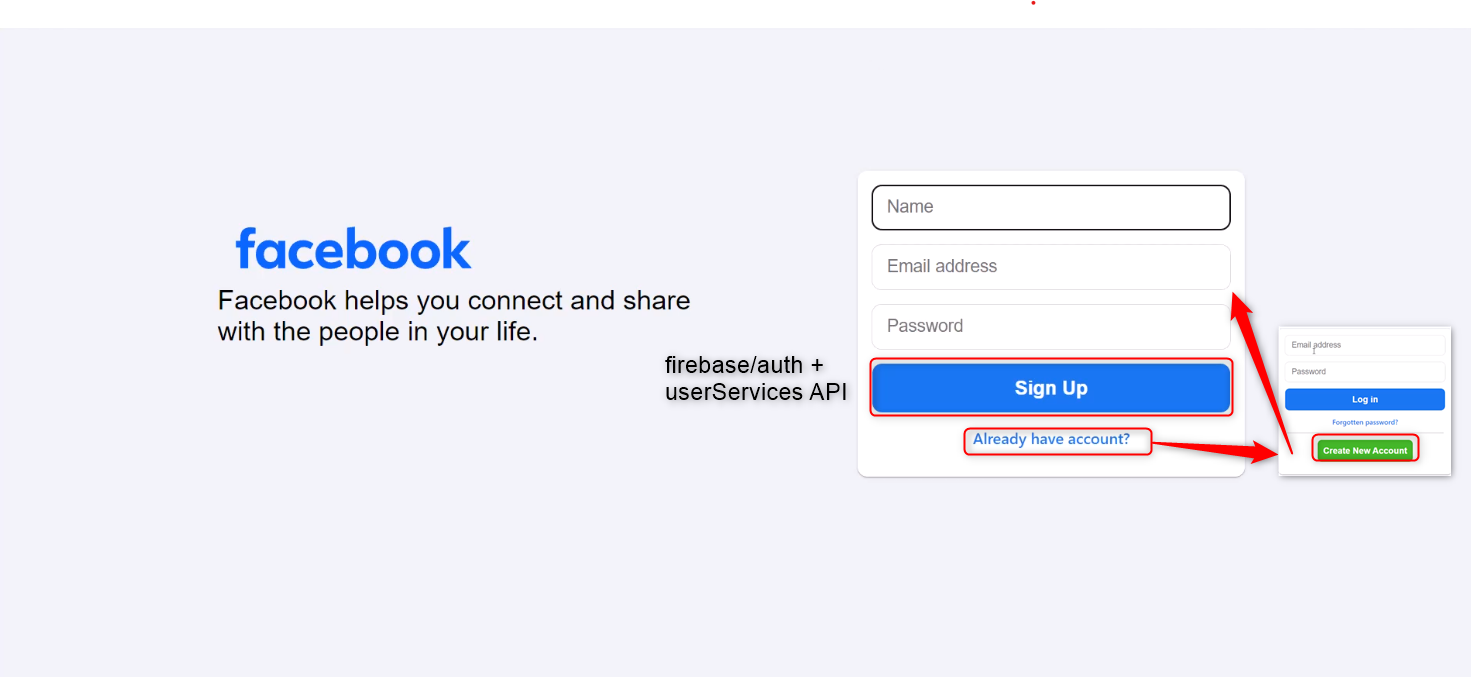 facebook
Facebook helps you connect and share
with the people in your life.
Name
Email address
Password
firebase/auth +
userServices API
Sign Up
Already have account?
Email address
Password
Log in
Forgotten password?
Create New Account